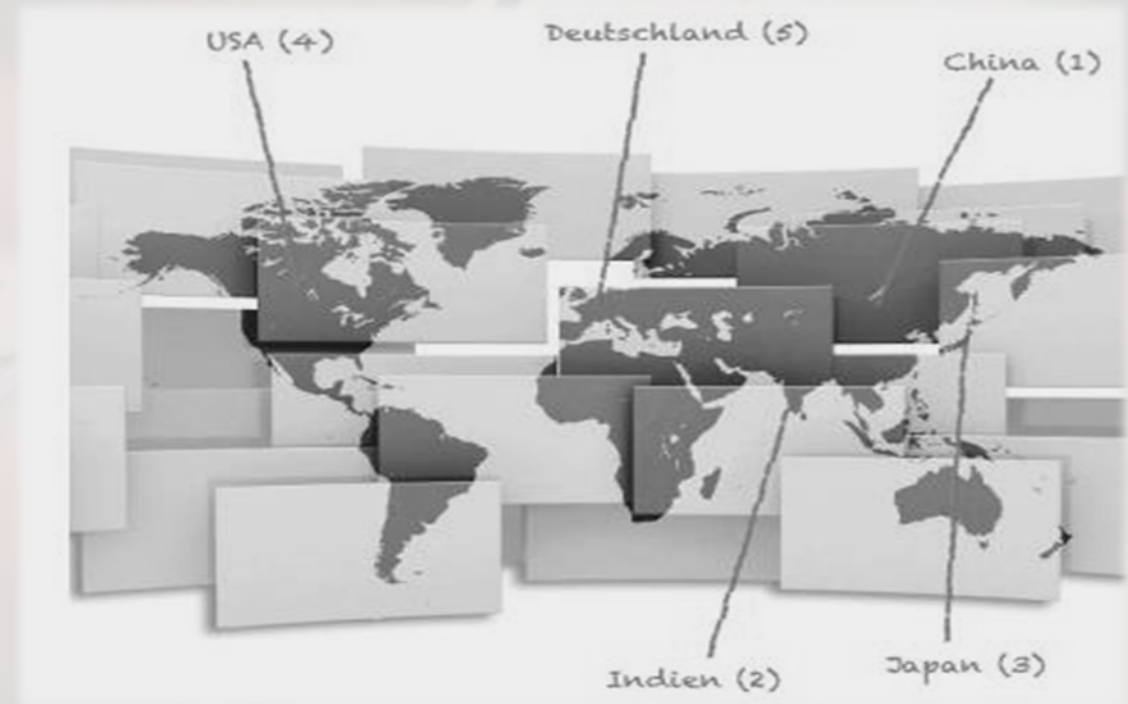 USA (4)
Deutschland (5)
China (1)
Indien (2)
Japan (3)